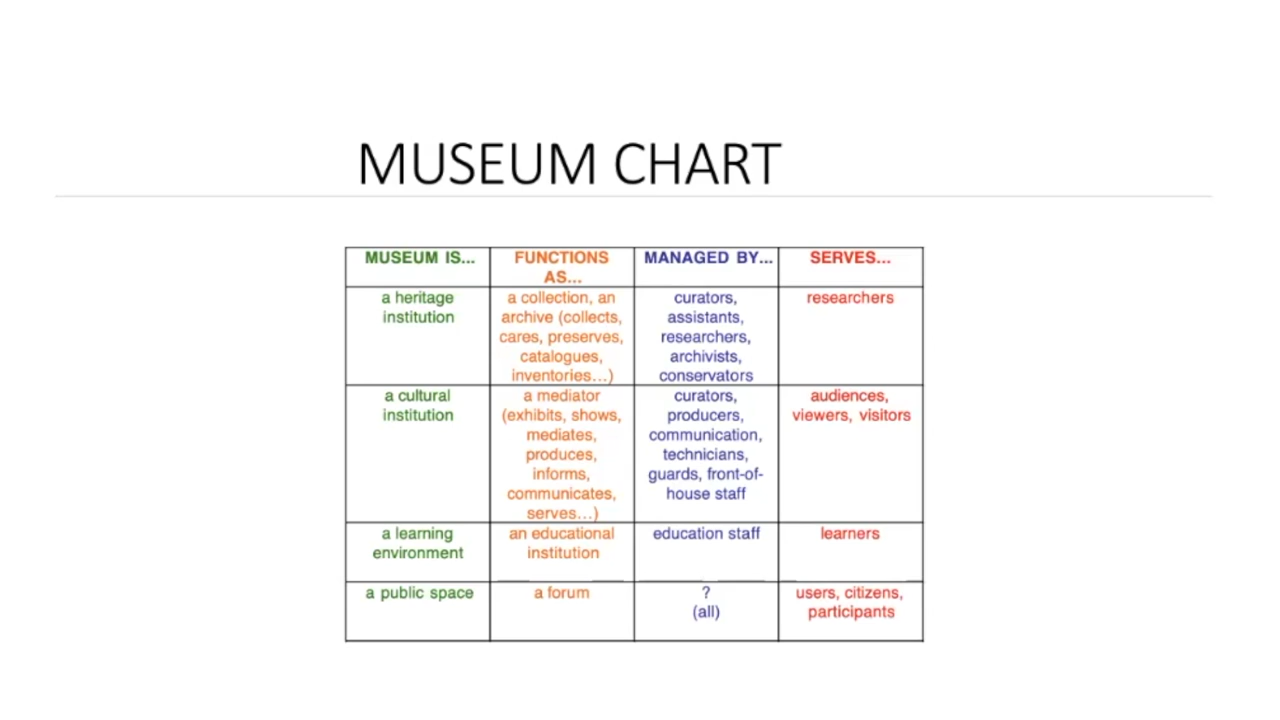 MUSEUM CHART
MUSEUM IS...
FUNCTIONS
AS...
MANAGED BY...
SERVES...
a heritage
institution
a collection, an
archive (collects,
cares, preserves,
catalogues,
inventories...)
curators,
assistants,
researchers,
archivists,
conservators
researchers
a cultural
institution
a mediator
(exhibits, shows,
mediates,
produces,
informs,
communicates,
serves...)
curators,
producers,
communication,
technicians,
guards, front-of-
house staff
audiences,
viewers, visitors
a learning
environment
an educational
institution
education staff
learners
a public space
a forum
?
(all)
users, citizens,
participants